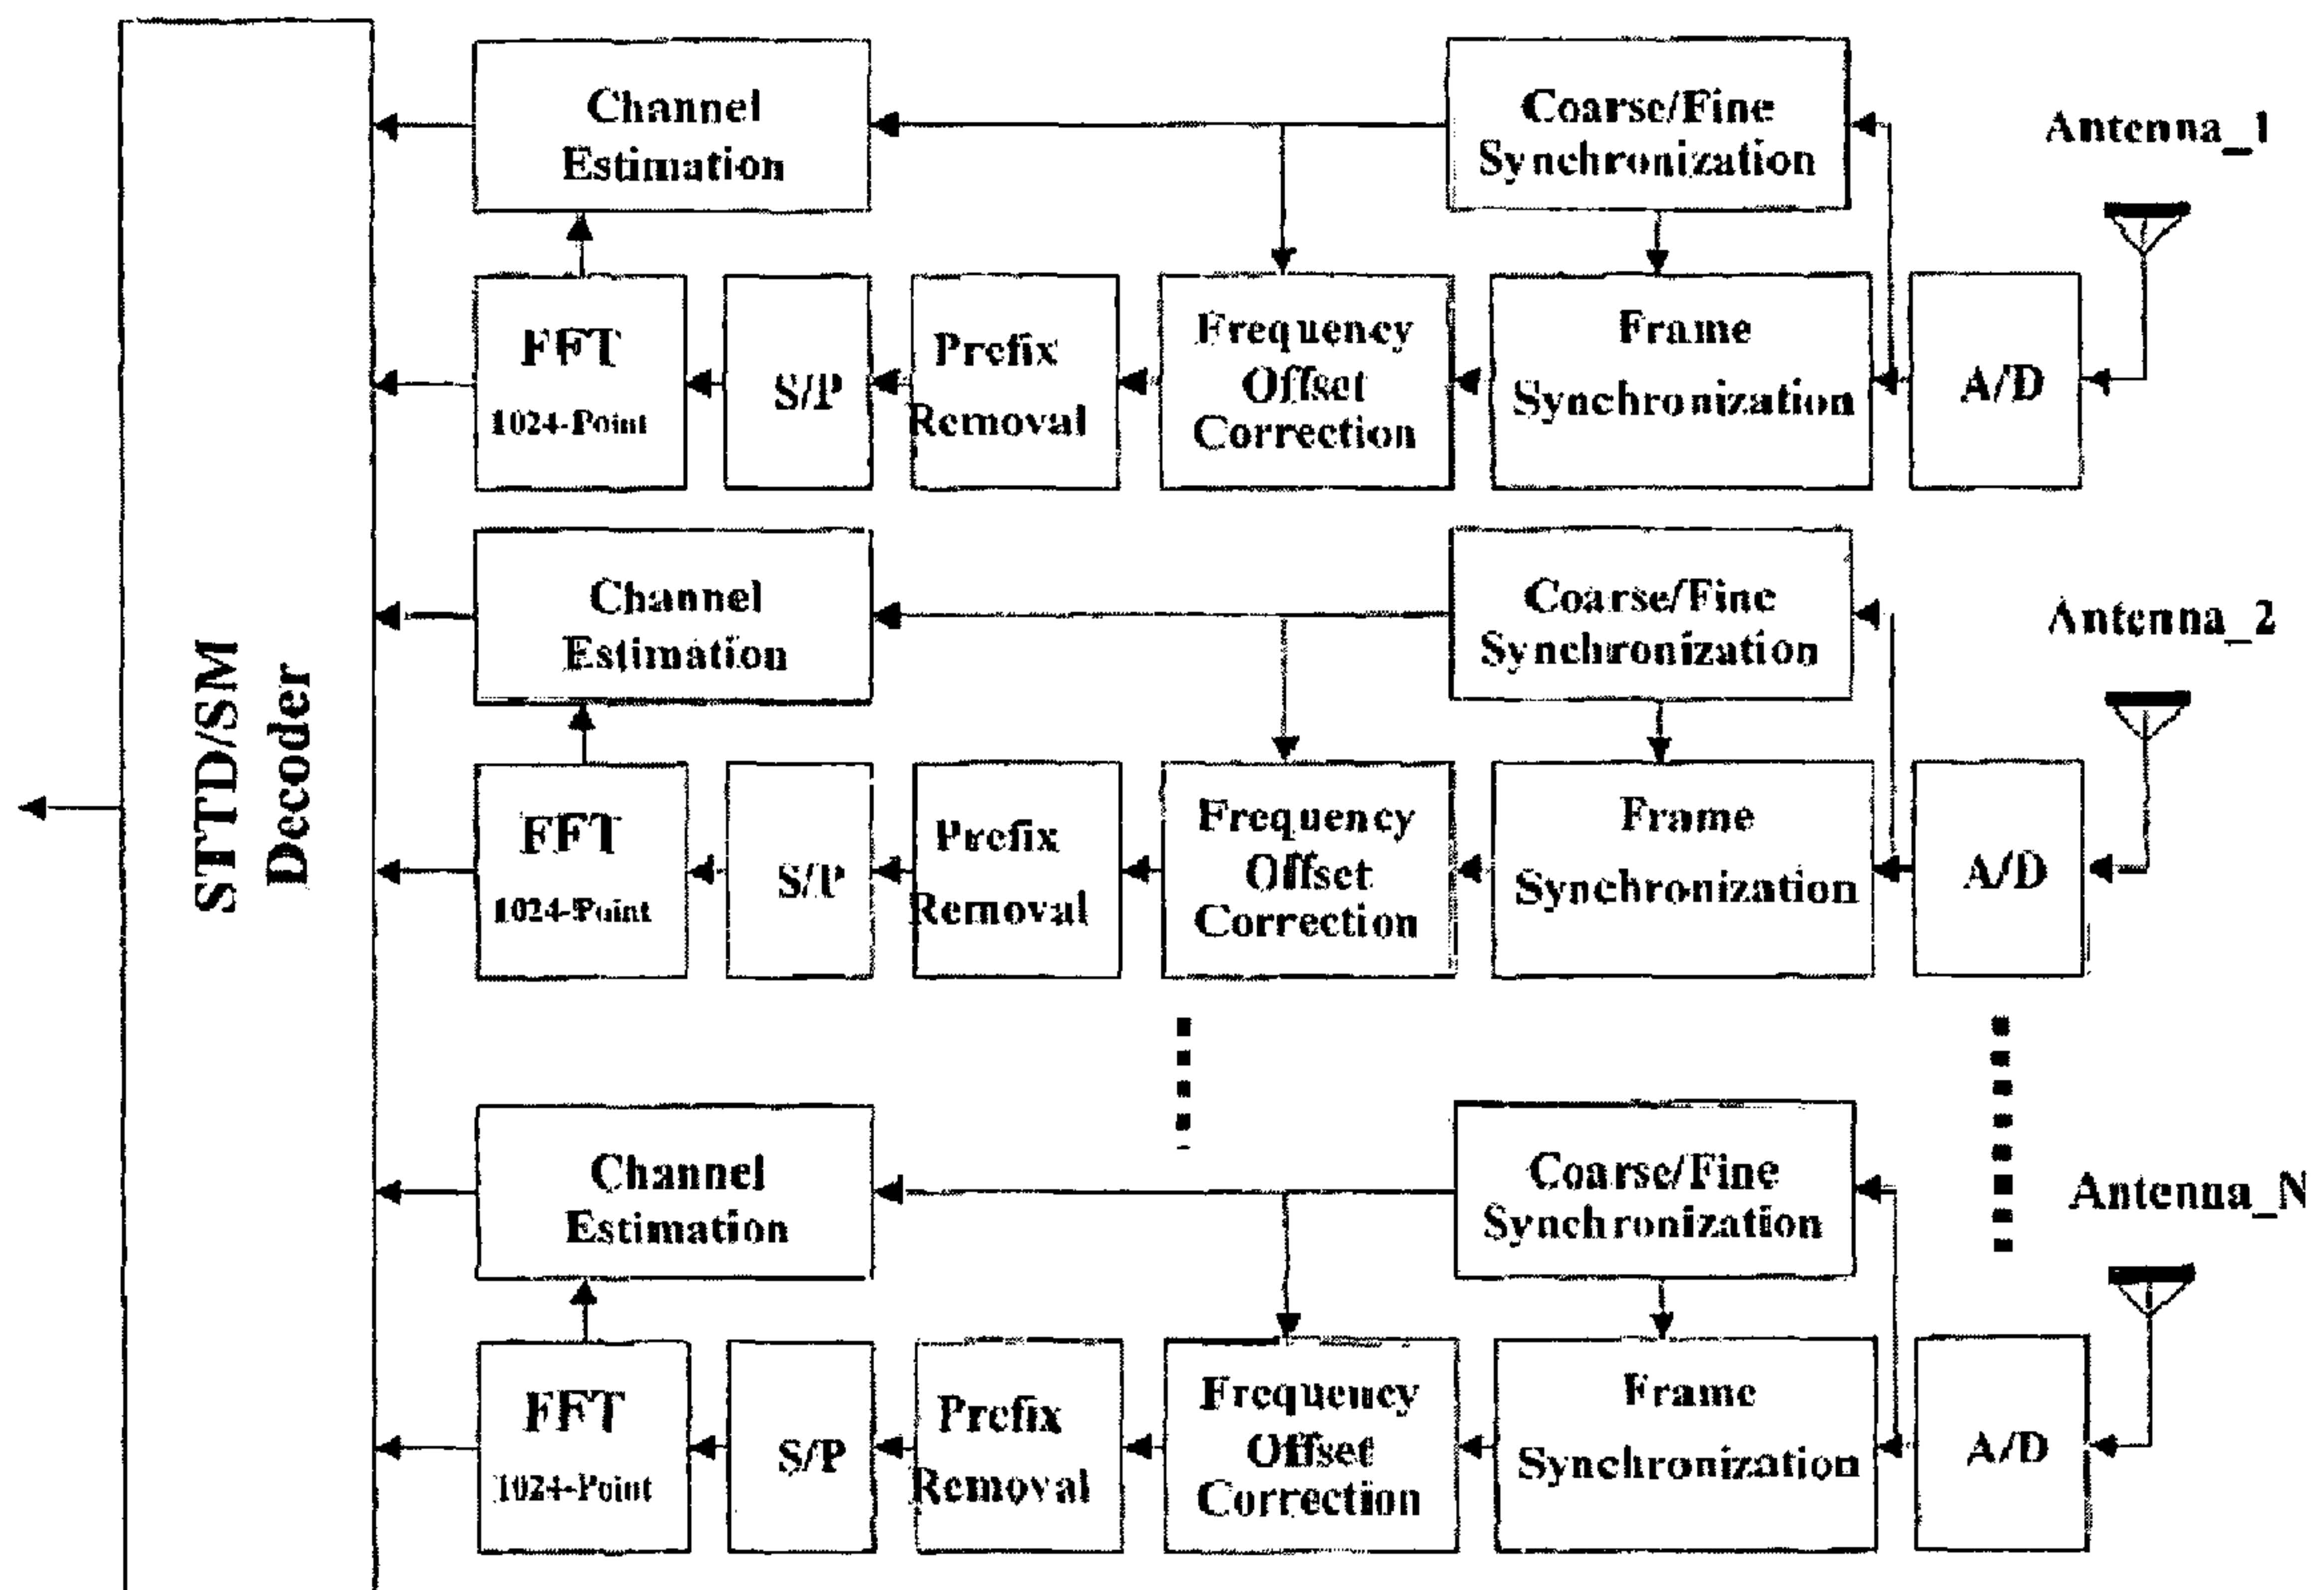 Channel
Estimation
Coarse/Fine
Synchronization
Antenna_1
FFT
1024-Point
S/P
Prefix
Removal
Frequency
Offset
Correction
Frame
Synchronization
A/D
STTD/SM
Decoder
Channel
Estimation
Coarse/Fine
Synchronization
Antenna_2
FFT
1024-Point
S/P
Prefix
Removal
Frequency
Offset
Correction
Frame
Synchronization
A/D
Channel
Estimation
Coarse/Fine
Synchronization
Antenna_N
FFT
1024-Point
S/P
Prefix
Removal
Frequency
Offset
Correction
Frame
Synchronization
A/D